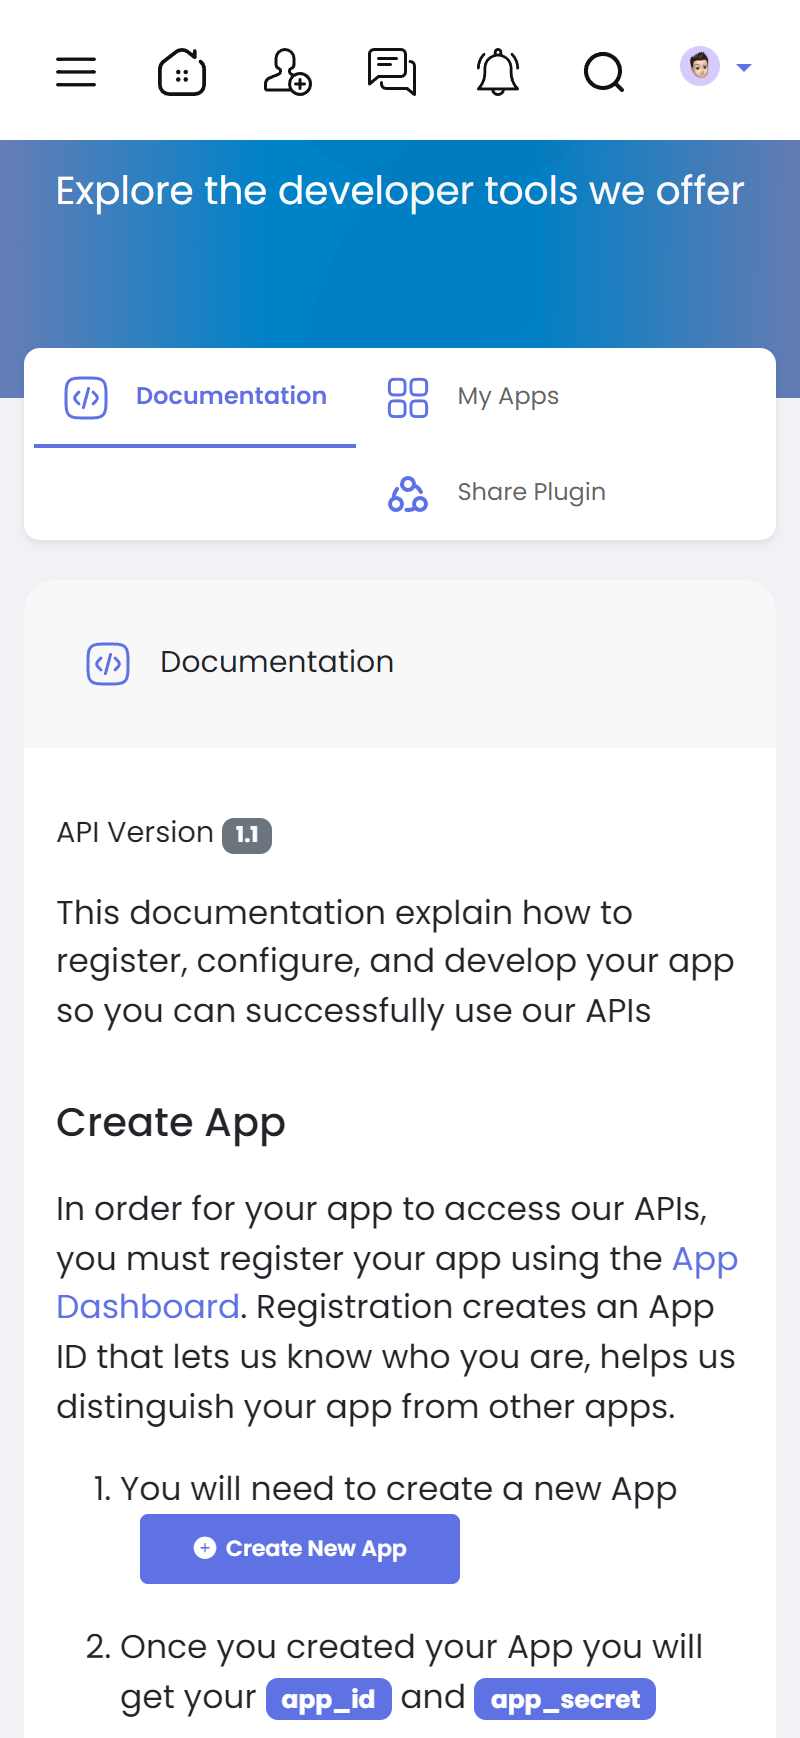 Explore the developer tools we offer
Documentation
My Apps
Share Plugin
Documentation
API Version 1.1
This documentation explain how to
register, configure, and develop your app
so you can successfully use our APIs
Create App
In order for your app to access our APIs,
you must register your app using the App
Dashboard. Registration creates an App
ID that lets us know who you are, helps us
distinguish your app from other apps.
1. You will need to create a new App
Create New App
2. Once you created your App you will
get your app_id and app_secret